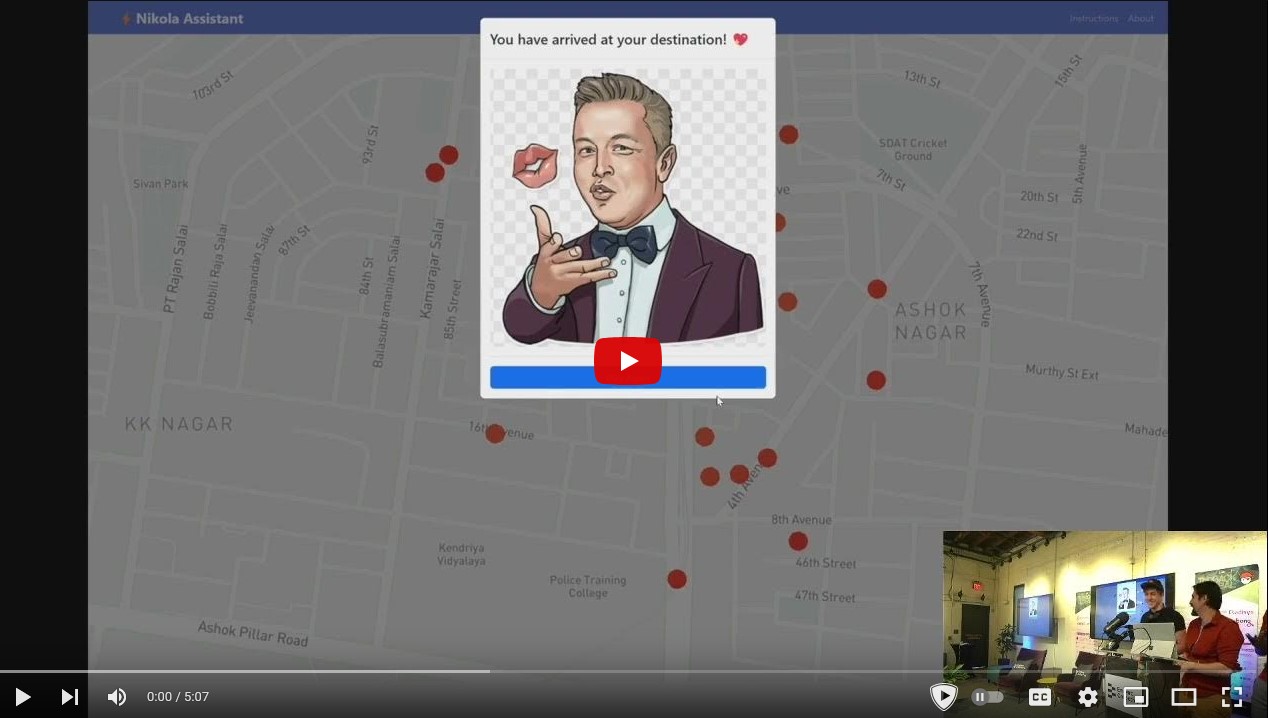 Nikola Assistant
Instructions · About
You have arrived at your destination!
103rd St
13th St
15th St
93rd St
SDAT Cricket
Ground
Sivan Park
7th St
ve
20th St
5th Avenue
22nd St
87th St
PT Rajan Salai
Bobbili Raja Salai
Jeevanandan Salai
84th St
Balasubramaniam Salai
Kamarajar Salai
85th Street
7th Avenue
ASHOK
NAGAR
Murthy St Ext
KK NAGAR
16th Avenue
Mahade
4th Aven
8th Avenue
Kendriya
Vidyalaya
46th Street
Police Training
College
47th Street
Ashok Pillar Road
0:00 / 5:07
CC